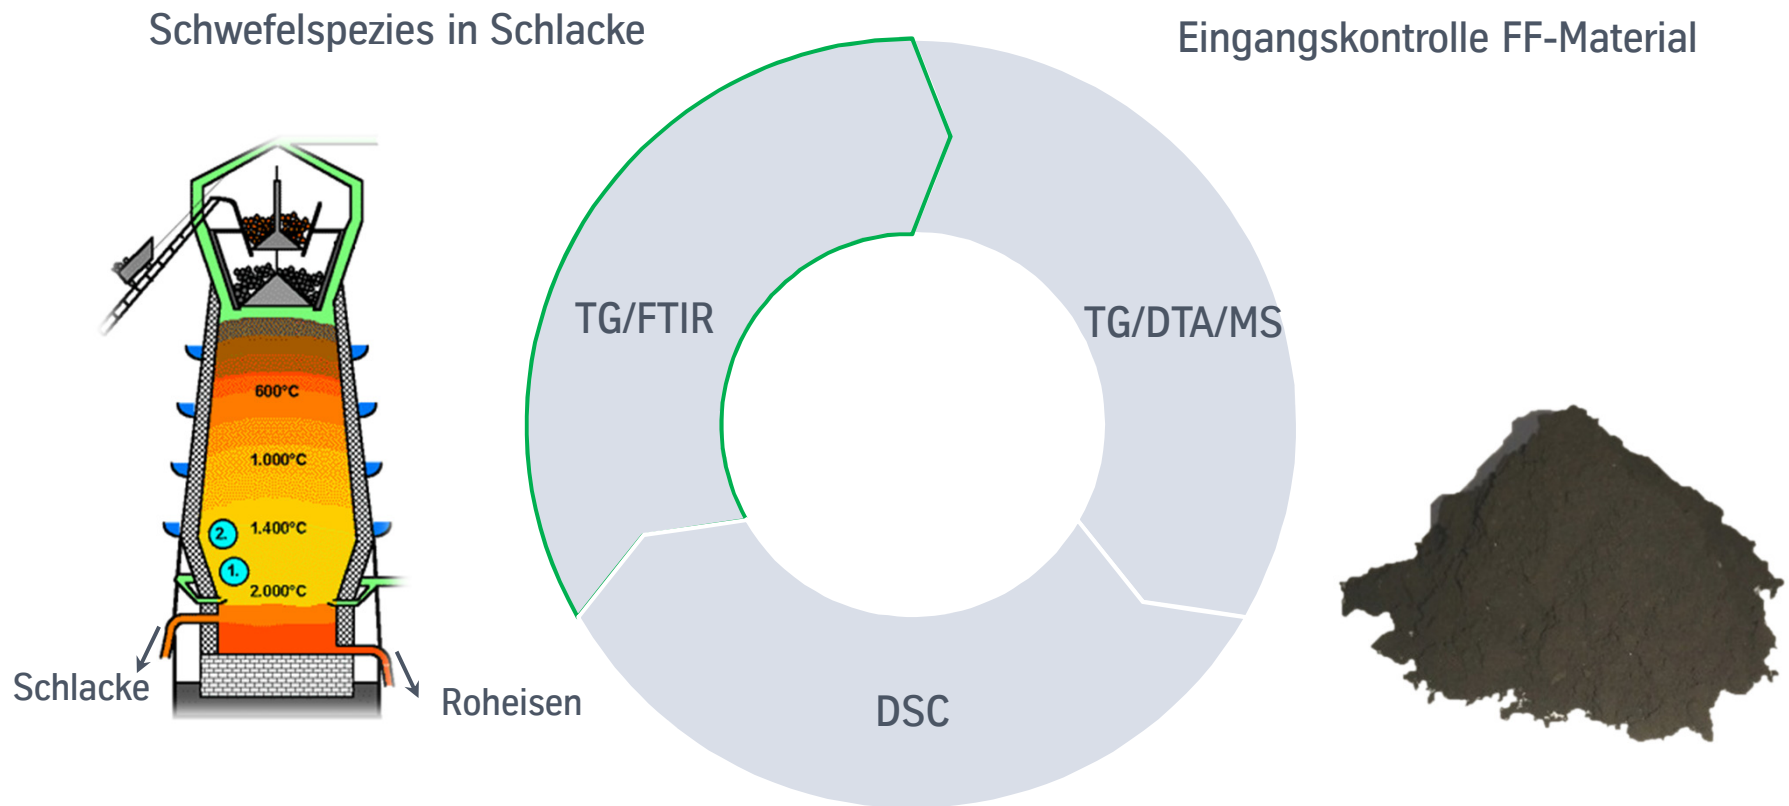 Schwefelspezies in Schlacke
Eingangskontrolle FF-Material
TG/FTIR
TG/DTA/MS
600°C
1.000°C
2.
1.400°C
1.
2.000°C
Schlacke
Roheisen
DSC